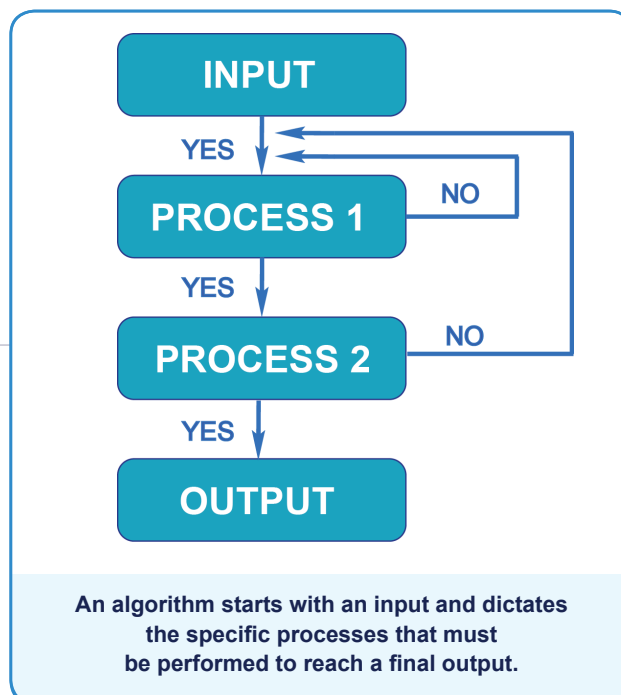 INPUT
YES
PROCESS 1
NO
YES
PROCESS 2
NO
YES
OUTPUT
An algorithm starts with an input and dictates
the specific processes that must
be performed to reach a final output.